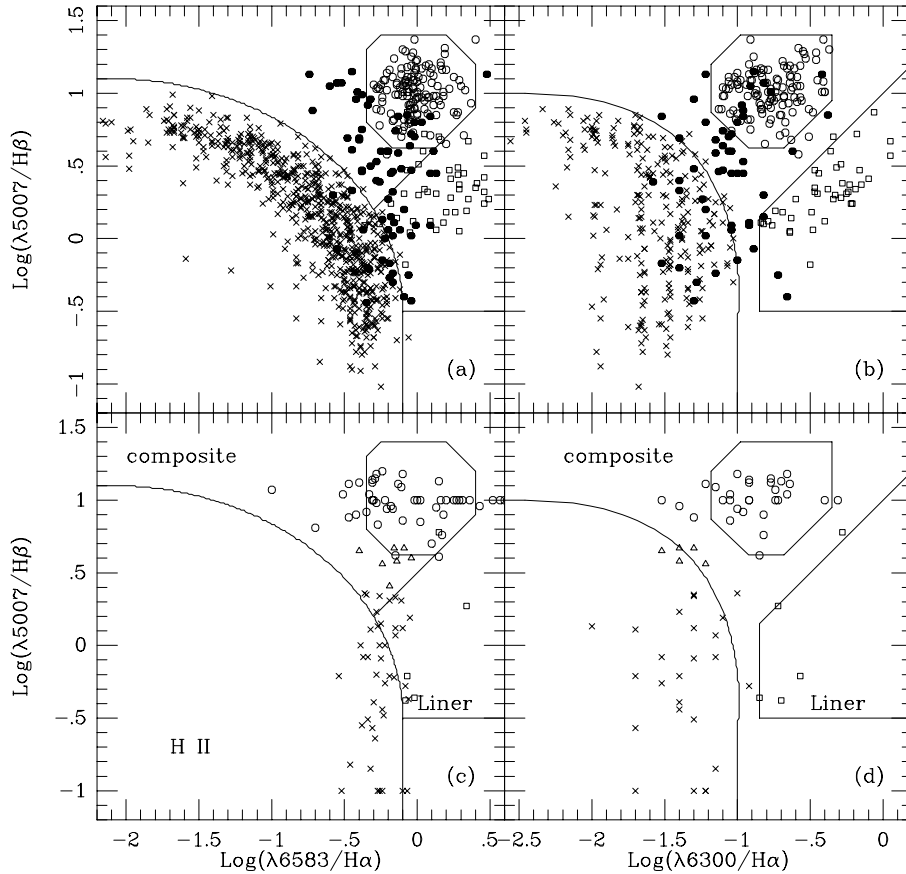 1.5
1
.5
0
-.5
-1
Log(λ5007/Hβ)
(a)
(b)
1.5
1
.5
0
-.5
-1
Log(λ5007/Hβ)
composite
composite
Liner
Liner
H II
(c)
(d)
-2 -1.5 -1 -.5 0 .5
-2.5 -2 -1.5 -1 -.5 0
Log(λ6583/Hα)
Log(λ6300/Hα)